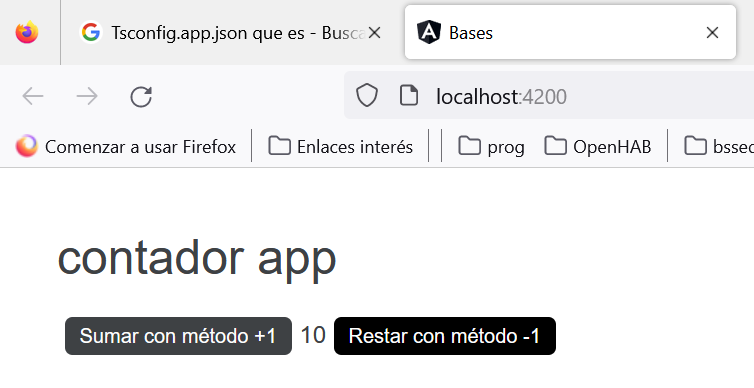 Tsconfig.app.json que es - Busca
Bases
localhost:4200
Comenzar a usar Firefox
Enlaces interés
prog
OpenHAB
bssec
contador app
Sumar con método +1 10 Restar con método -1